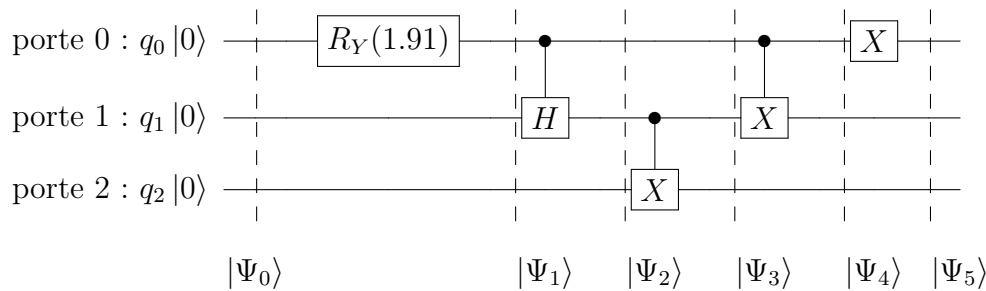 porte 0 : q₀ |0⟩ R_Y(1.91) X
porte 1 : q₁ |0⟩ H X
porte 2 : q₂ |0⟩ X
|Ψ₀⟩ |Ψ₁⟩ |Ψ₂⟩ |Ψ₃⟩ |Ψ₄⟩ |Ψ₅⟩